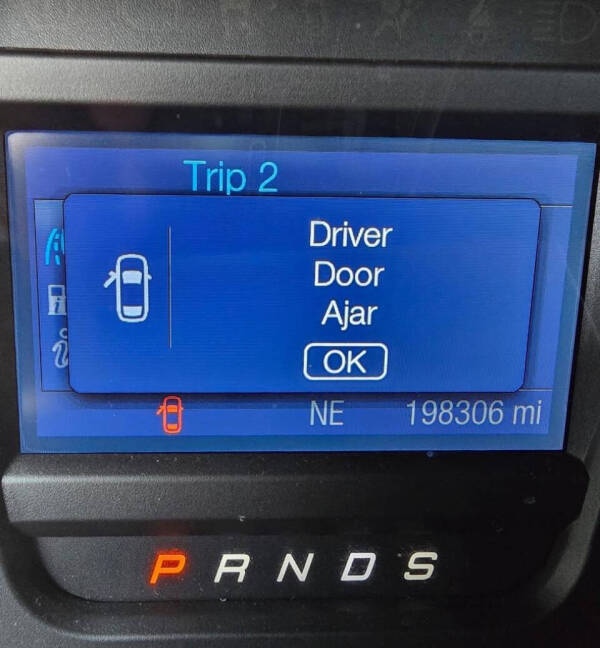 Trip 2
Driver
Door
Ajar
OK
NE 198306 mi
P R N D S